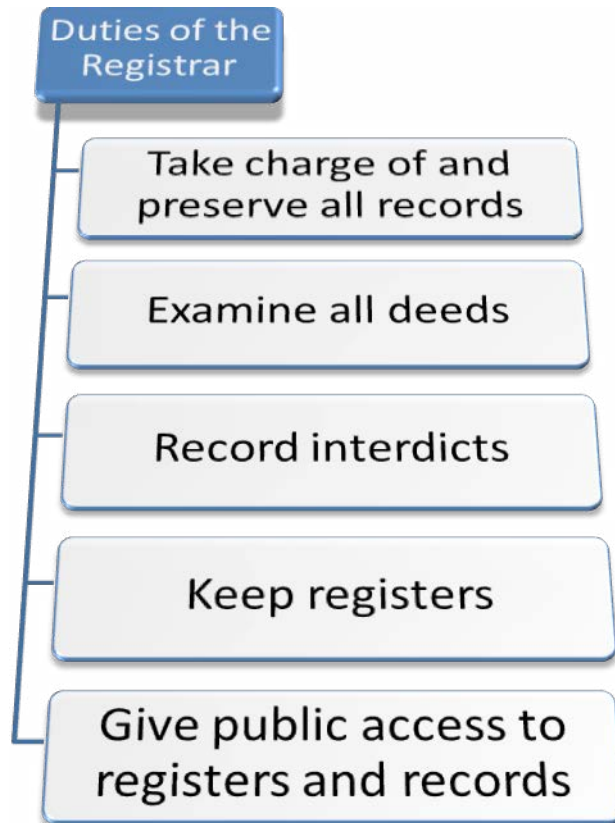 Duties of the
Registrar
Take charge of and
preserve all records
Examine all deeds
Record interdicts
Keep registers
Give public access to
registers and records